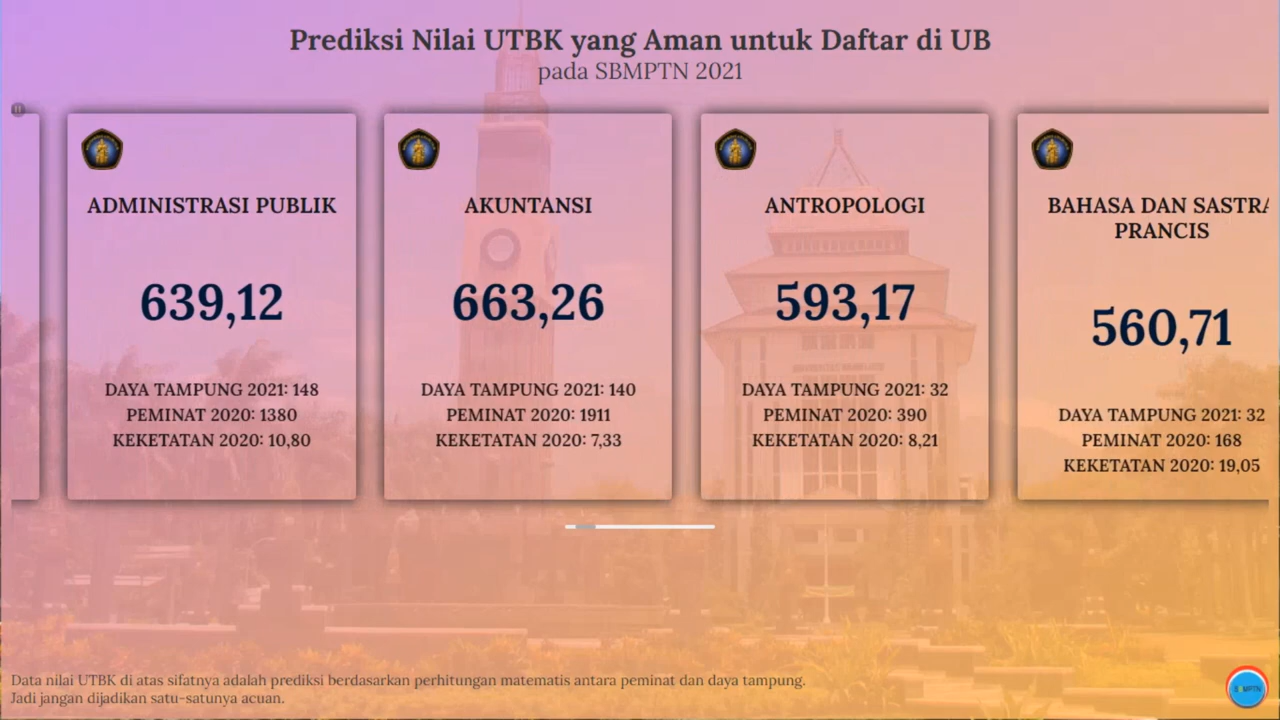 Prediksi Nilai UTBK yang Aman untuk Daftar di UB
pada SBMPTN 2021
ADMINISTRASI PUBLIK
639,12
DAYA TAMPUNG 2021: 148
PEMINAT 2020: 1380
KEKETATAN 2020: 10,80
AKUNTANSI
663,26
DAYA TAMPUNG 2021: 140
PEMINAT 2020: 1911
KEKETATAN 2020: 7,33
ANTROPOLOGI
593,17
DAYA TAMPUNG 2021: 32
PEMINAT 2020: 390
KEKETATAN 2020: 8,21
BAHASA DAN SASTRA
PRANCIS
560,71
DAYA TAMPUNG 2021: 32
PEMINAT 2020: 168
KEKETATAN 2020: 19,05
Data nilai UTBK di atas sifatnya adalah prediksi berdasarkan perhitungan matematis antara peminat dan daya tampung.
Jadi jangan dijadikan satu-satunya acuan.
SBMPTN